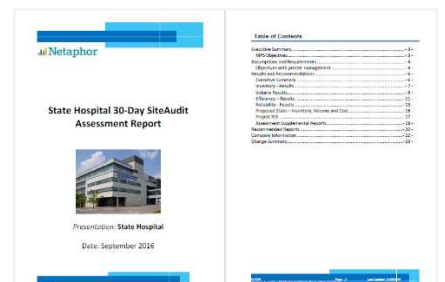 Netaphor
State Hospital 30-Day SiteAudit
Assessment Report
Presentation: State Hospital
Date: September 2016
Table of Contents
Executive Summary
MPS Objectives
Assumptions and Requirements
Objectives with printer management
Results and Recommendations
Executive Summary
Inventory - Results
Volume Results
Efficiency – Results
Reliability - Results
Proposed State – Inventory, Volume and Cost
Project ROI
Assessment Supplemental Reports
Recommended Reports
Company Information
Change Summary